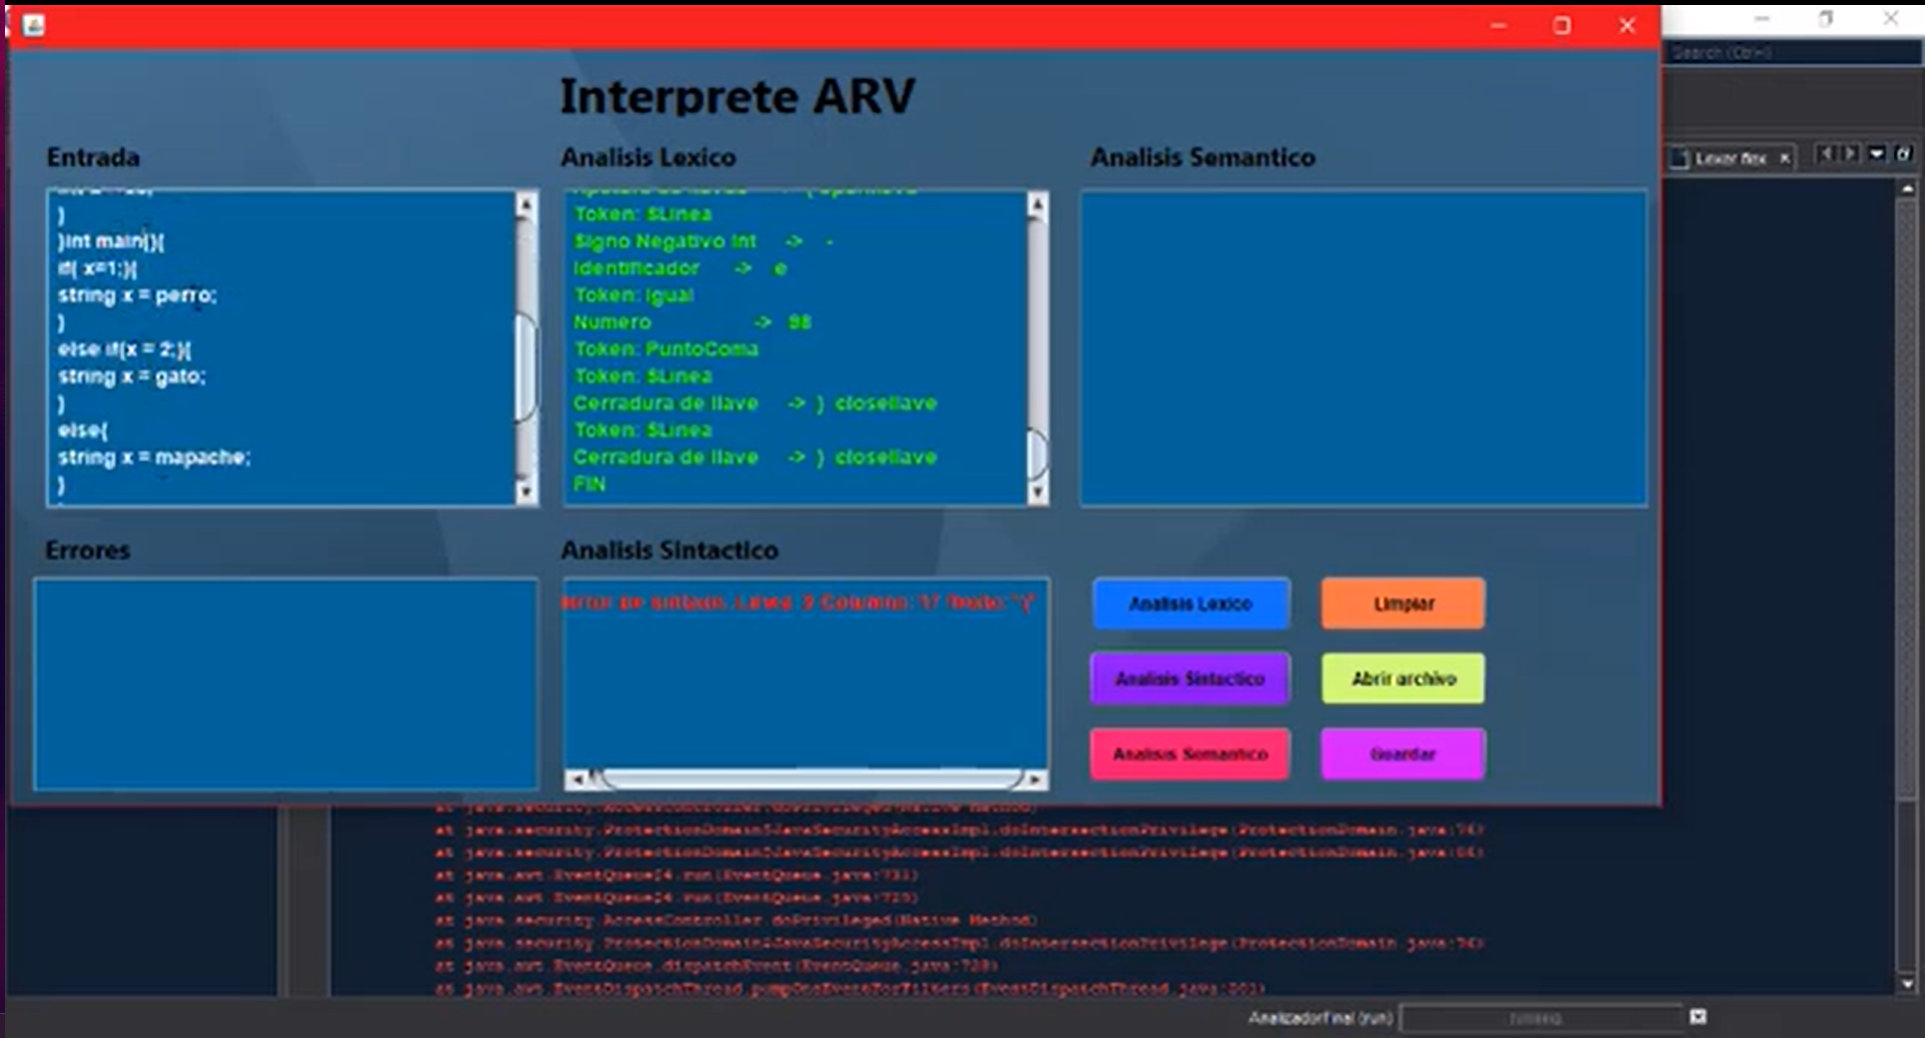 Search (Ctrl+I)
Interprete ARV
Entrada
Analisis Lexico
Analisis Semantico
Lexer.flex
}
}int main(){
if( x=1;){
string x = perro;
}
else if(x = 2;){
string x = gato;
}
else{
string x = mapache;
}
Token: $Linea
Signo Negativo Int -> -
Identificador -> e
Token: Igual
Numero -> 98
Token: PuntoComa
Token: $Linea
Cerradura de llave -> } closellave
Token: $Linea
Cerradura de llave -> } closellave
FIN
Errores
Analisis Sintactico
error de sintaxis. Linea: 9 Columna: 17 Texto: "{"
Analisis Lexico
Limpiar
Analisis Sintactico
Abrir archivo
Analisis Semantico
Guardar
at java.security.AccessController.doPrivileged(Native Method)
at java.security.ProtectionDomain$JavaSecurityAccessImpl.doIntersectionPrivilege(ProtectionDomain.java:74)
at java.security.ProtectionDomain$JavaSecurityAccessImpl.doIntersectionPrivilege(ProtectionDomain.java:84)
at java.awt.EventQueue$4.run(EventQueue.java:731)
at java.awt.EventQueue$4.run(EventQueue.java:729)
at java.security.AccessController.doPrivileged(Native Method)
at java.security.ProtectionDomain$JavaSecurityAccessImpl.doIntersectionPrivilege(ProtectionDomain.java:74)
at java.awt.EventQueue.dispatchEvent(EventQueue.java:728)
at java.awt.EventDispatchThread.pumpOneEventForFilters(EventDispatchThread.java:201)
AnalizadorFinal (run)
running...